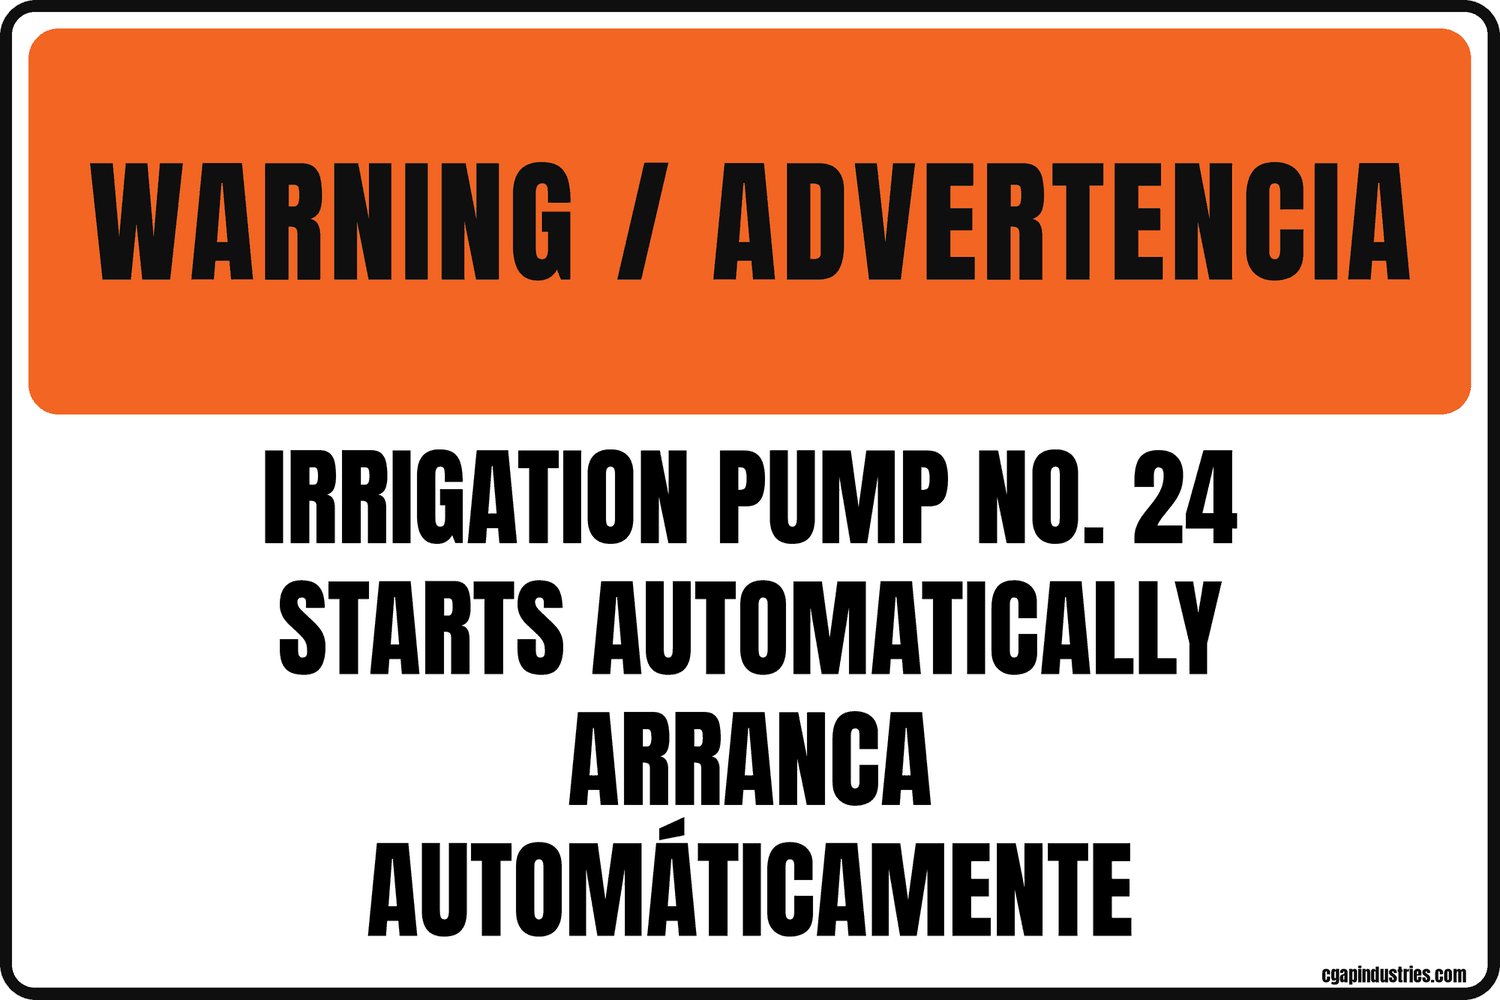 WARNING / ADVERTENCIA
IRRIGATION PUMP NO. 24
STARTS AUTOMATICALLY
ARRANCA
AUTOMÁTICAMENTE
cgapindustries.com